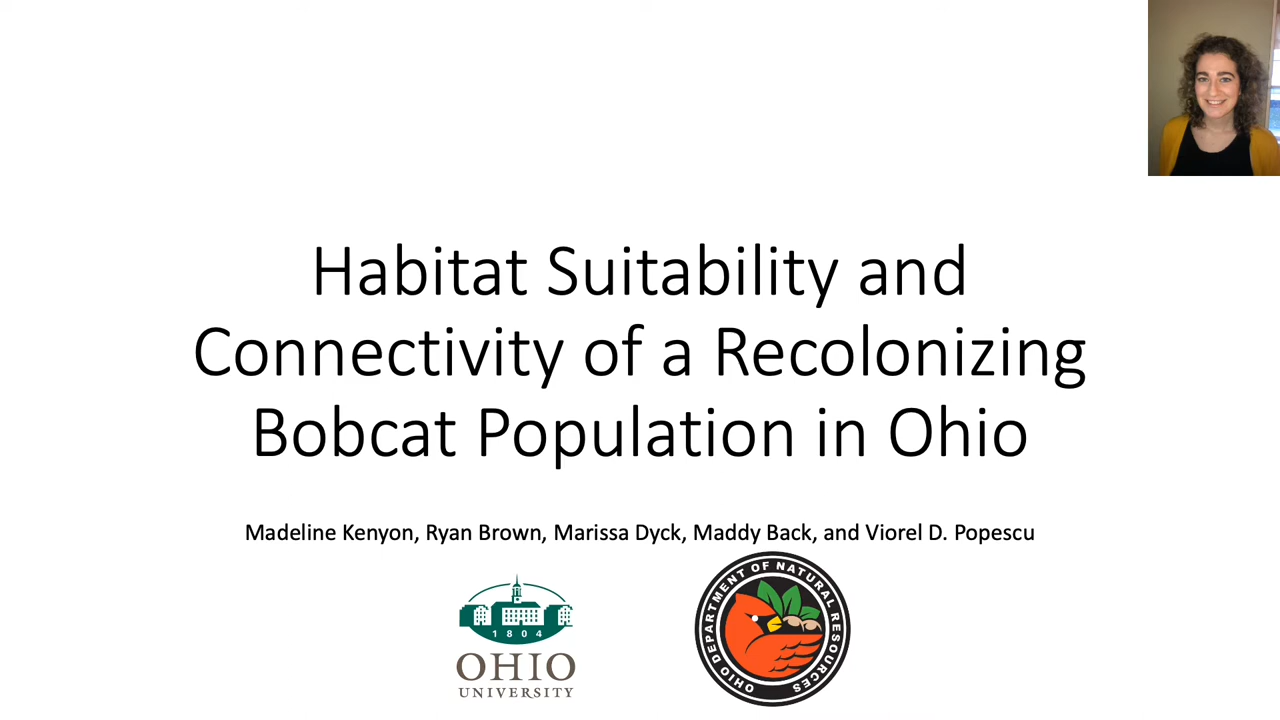 Habitat Suitability and
Connectivity of a Recolonizing
Bobcat Population in Ohio
Madeline Kenyon, Ryan Brown, Marissa Dyck, Maddy Back, and Viorel D. Popescu
1804
OHIO
UNIVERSITY
OHIO DEPARTMENT OF NATURAL RESOURCES